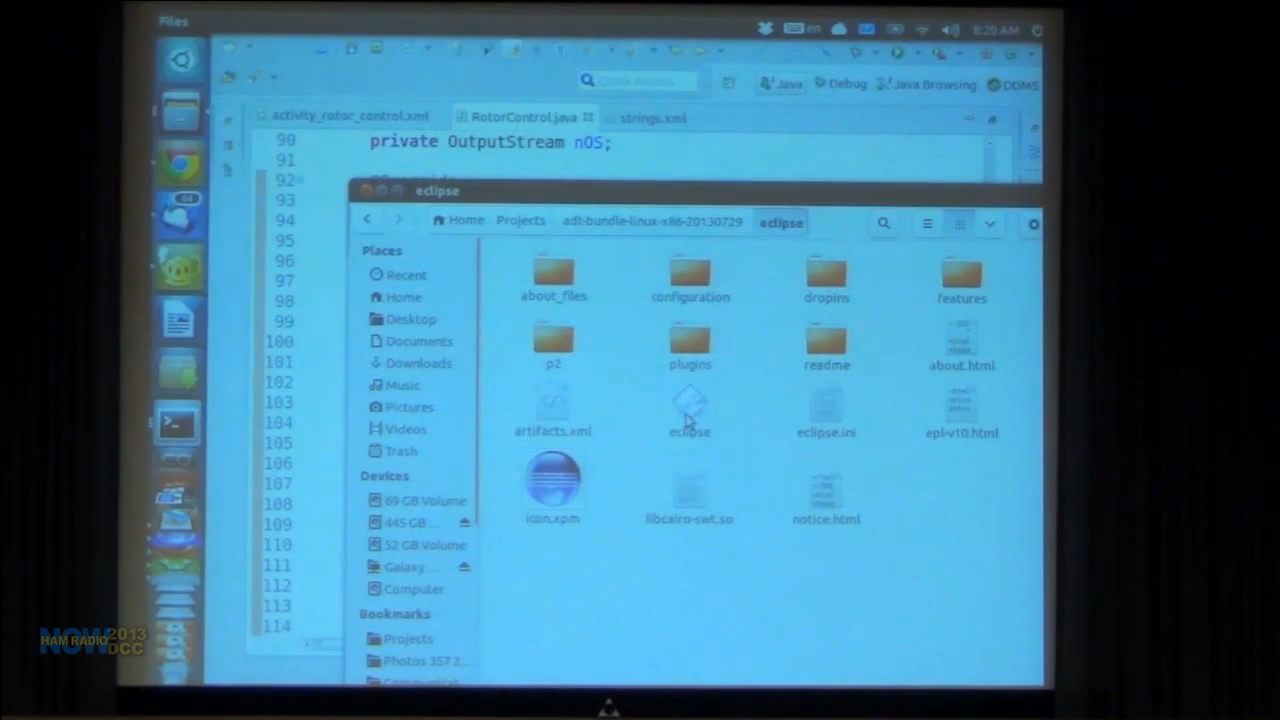 Files
en
8:20 AM
Java
Debug
Java Browsing
DDMS
activity_rotor_control.xml
RotorControl.java
strings.xml
90 private OutputStream nOS;
91
92
93
94
95
96
97
98
99
100
101
102
103
104
105
106
107
108
109
110
111
112
113
114
64
eclipse
Home Projects adt-bundle-linux-x86-20130729 eclipse
Places
Recent
Home
Desktop
Documents
Downloads
Music
Pictures
Videos
Trash
Devices
69 GB Volume
445 GB ...
52 GB Volume
Galaxy ...
Computer
Bookmarks
Projects
Photos 357 2...
about_files configuration dropins features
p2 plugins readme about.html
artifacts.xml eclipse eclipse.ini epl-v10.html
icon.xpm libcairo-swt.so notice.html
HAM RADIO
NOW 2013
DCC